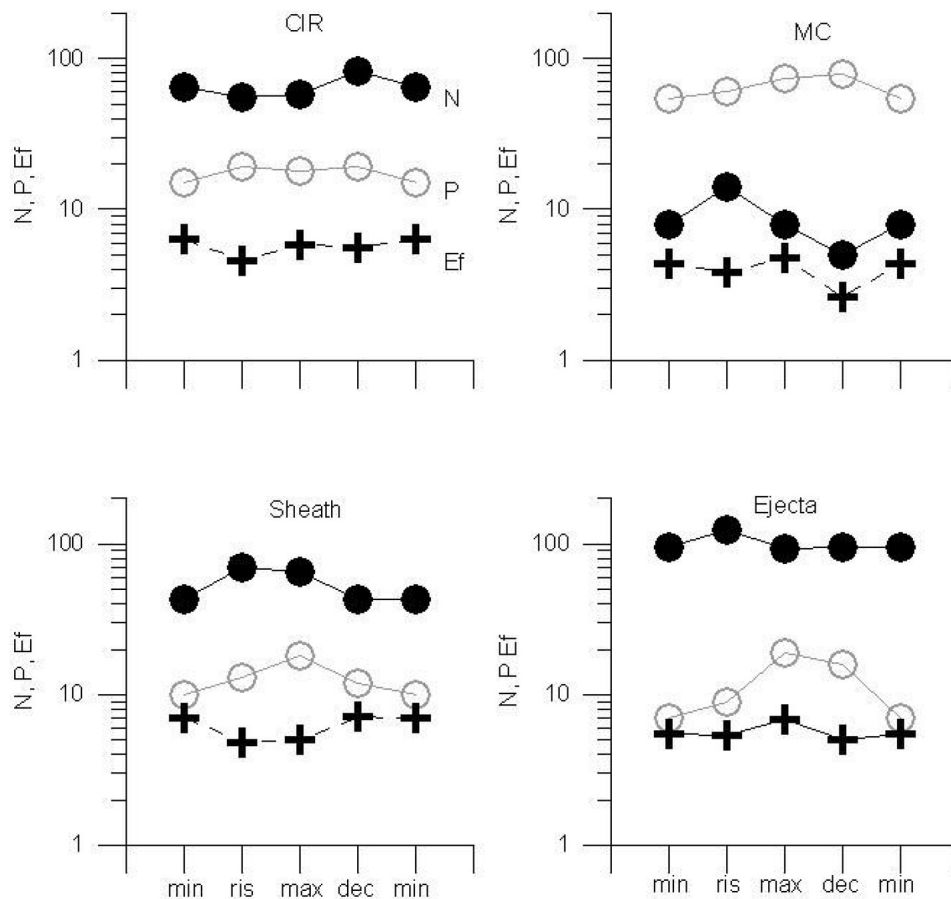 CIR
100
10
1
N, P, Ef
N
P
Ef
MC
100
10
1
N, P, Ef
Sheath
100
10
1
N, P, Ef
min ris max dec min
Ejecta
100
10
1
N, P Ef
min ris max dec min